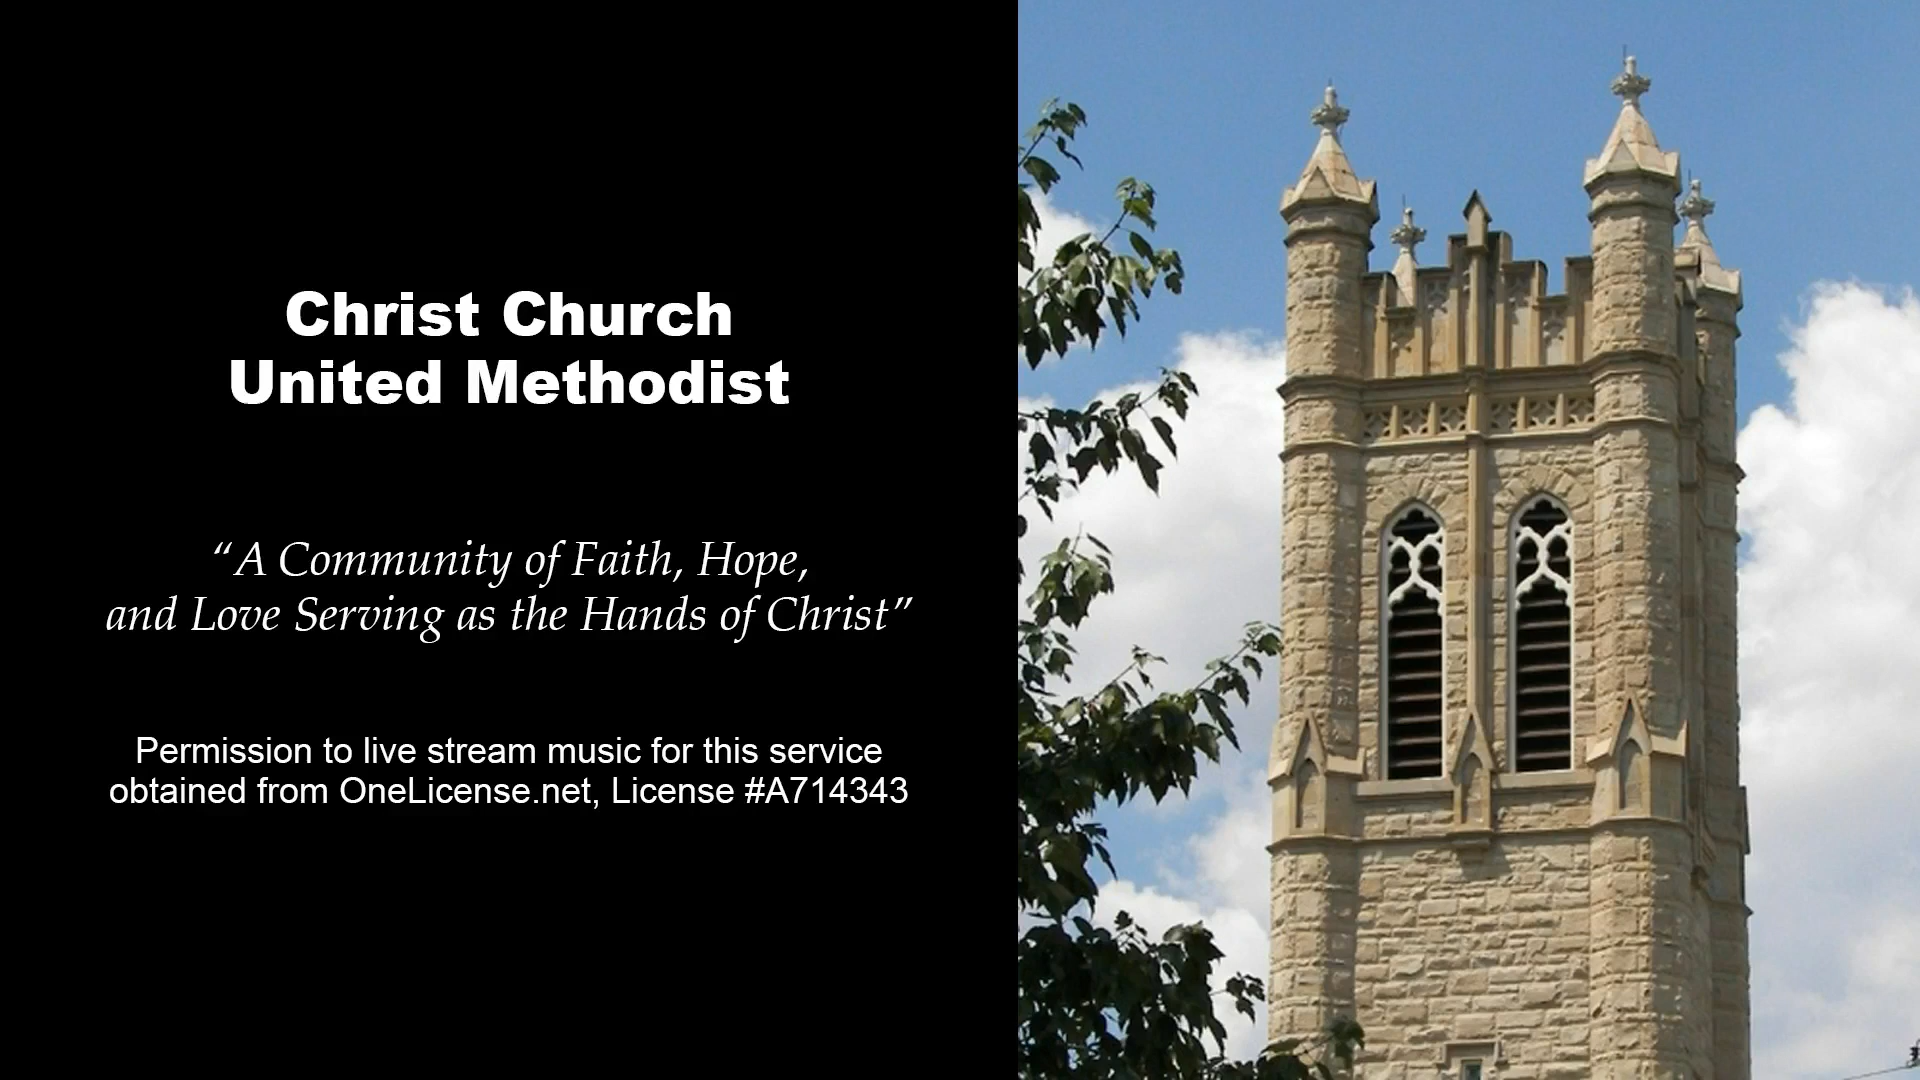 Christ Church
United Methodist
“A Community of Faith, Hope,
and Love Serving as the Hands of Christ”
Permission to live stream music for this service
obtained from OneLicense.net, License #A714343